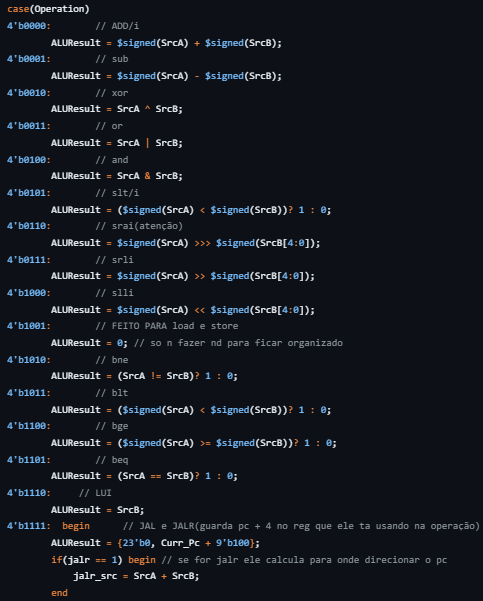 case(Operation)
4'b0000:        // ADD/i
        ALUResult = $signed(SrcA) + $signed(SrcB);
4'b0001:        // sub
        ALUResult = $signed(SrcA) - $signed(SrcB);
4'b0010:        // xor
        ALUResult = SrcA ^ SrcB;
4'b0011:        // or
        ALUResult = SrcA | SrcB;
4'b0100:        // and
        ALUResult = SrcA & SrcB;
4'b0101:        // slt/i
        ALUResult = ($signed(SrcA) < $signed(SrcB))? 1 : 0;
4'b0110:        // srai(atenção)
        ALUResult = $signed(SrcA) >>> $signed(SrcB[4:0]);
4'b0111:        // srli
        ALUResult = $signed(SrcA) >> $signed(SrcB[4:0]);
4'b1000:        // slli
        ALUResult = $signed(SrcA) << $signed(SrcB[4:0]);
4'b1001:        // FEITO PARA load e store
        ALUResult = 0; // so n fazer nd para ficar organizado
4'b1010:        // bne
        ALUResult = (SrcA != SrcB)? 1 : 0;
4'b1011:        // blt
        ALUResult = ($signed(SrcA) < $signed(SrcB))? 1 : 0;
4'b1100:        // bge
        ALUResult = ($signed(SrcA) >= $signed(SrcB))? 1 : 0;
4'b1101:        // beq
        ALUResult = (SrcA == SrcB)? 1 : 0;
4'b1110:     // LUI
        ALUResult = SrcB;
4'b1111:  begin      // JAL e JALR(guarda pc + 4 no reg que ele ta usando na operação)
        ALUResult = {23'b0, Curr_Pc + 9'b100};
        if(jalr == 1) begin // se for jalr ele calcula para onde direcionar o pc
            jalr_src = SrcA + SrcB;
        end